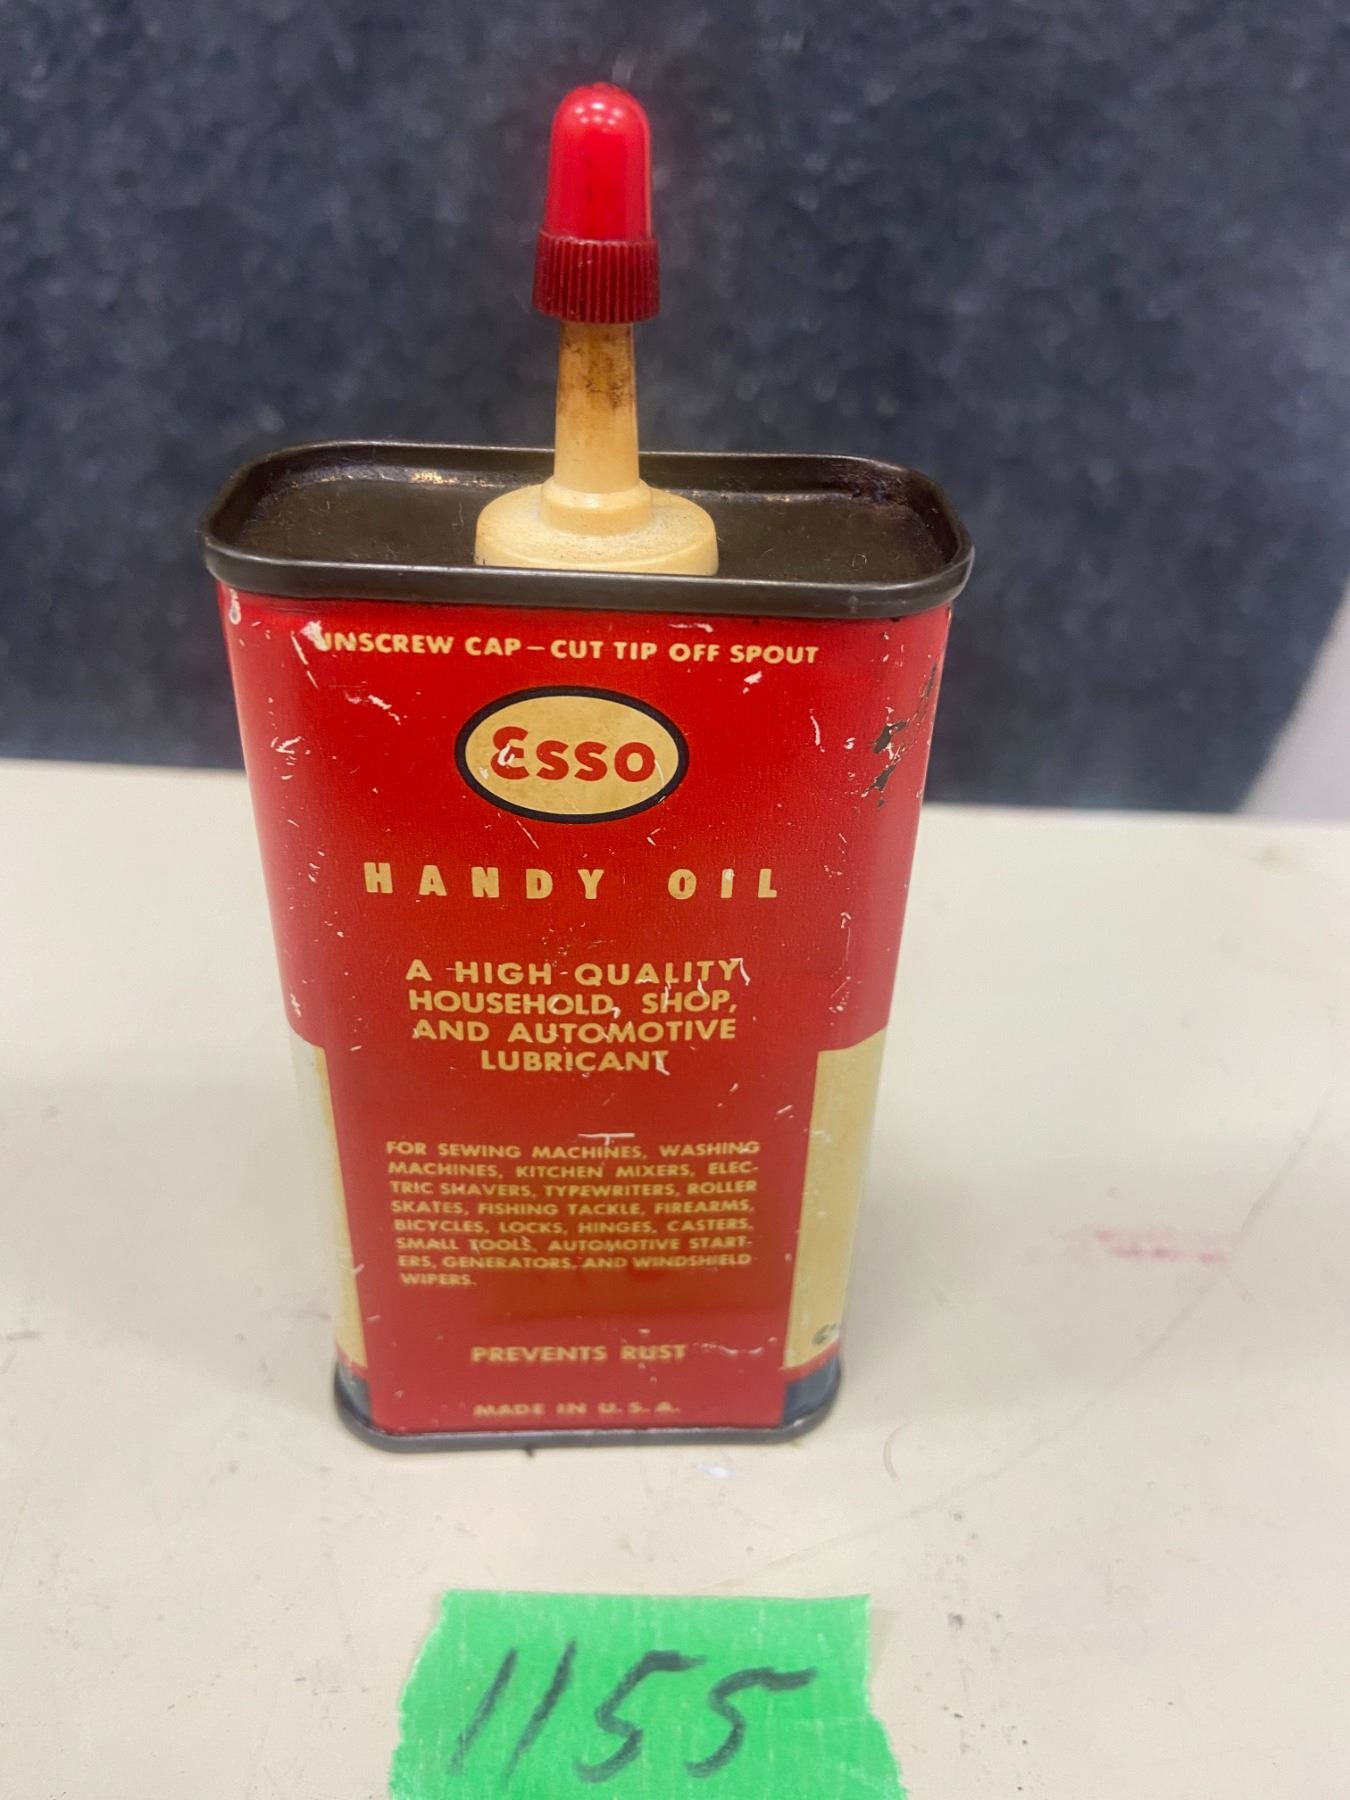 UNSCREW CAP–CUT TIP OFF SPOUT
Esso
HANDY OIL
A HIGH QUALITY
HOUSEHOLD, SHOP,
AND AUTOMOTIVE
LUBRICANT
FOR SEWING MACHINES, WASHING
MACHINES, KITCHEN MIXERS, ELEC-
TRIC SHAVERS, TYPEWRITERS, ROLLER
SKATES, FISHING TACKLE, FIREARMS,
BICYCLES, LOCKS, HINGES, CASTERS,
SMALL TOOLS, AUTOMOTIVE START-
ERS, GENERATORS, AND WINDSHIELD
WIPERS.
PREVENTS RUST
MADE IN U. S. A.
1155